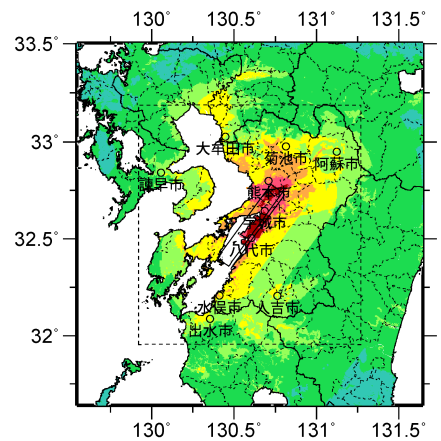 130° 130.5° 131° 131.5°
33.5°
33°
32.5°
32°
大牟田市
菊池市
阿蘇市
諫早市
熊本市
宇城市
八代市
水俣市
人吉市
出水市